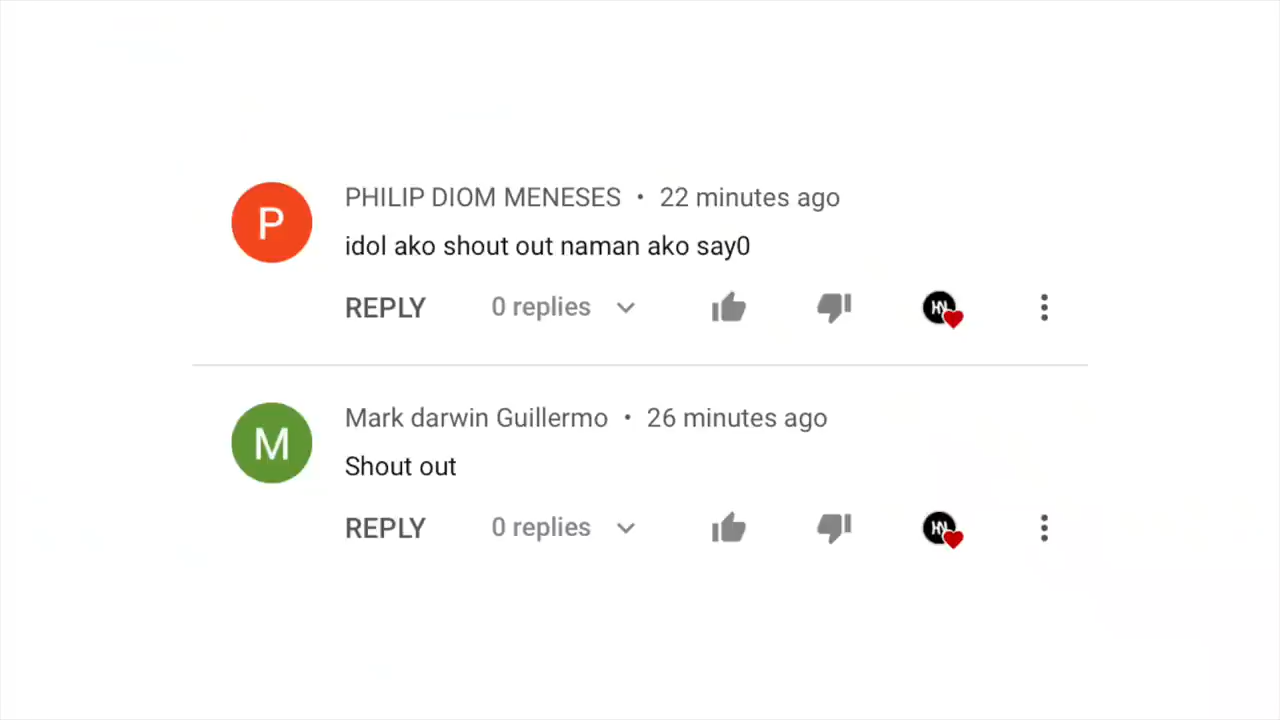 P
PHILIP DIOM MENESES • 22 minutes ago
idol ako shout out naman ako say0
REPLY 0 replies
M
Mark darwin Guillermo • 26 minutes ago
Shout out
REPLY 0 replies